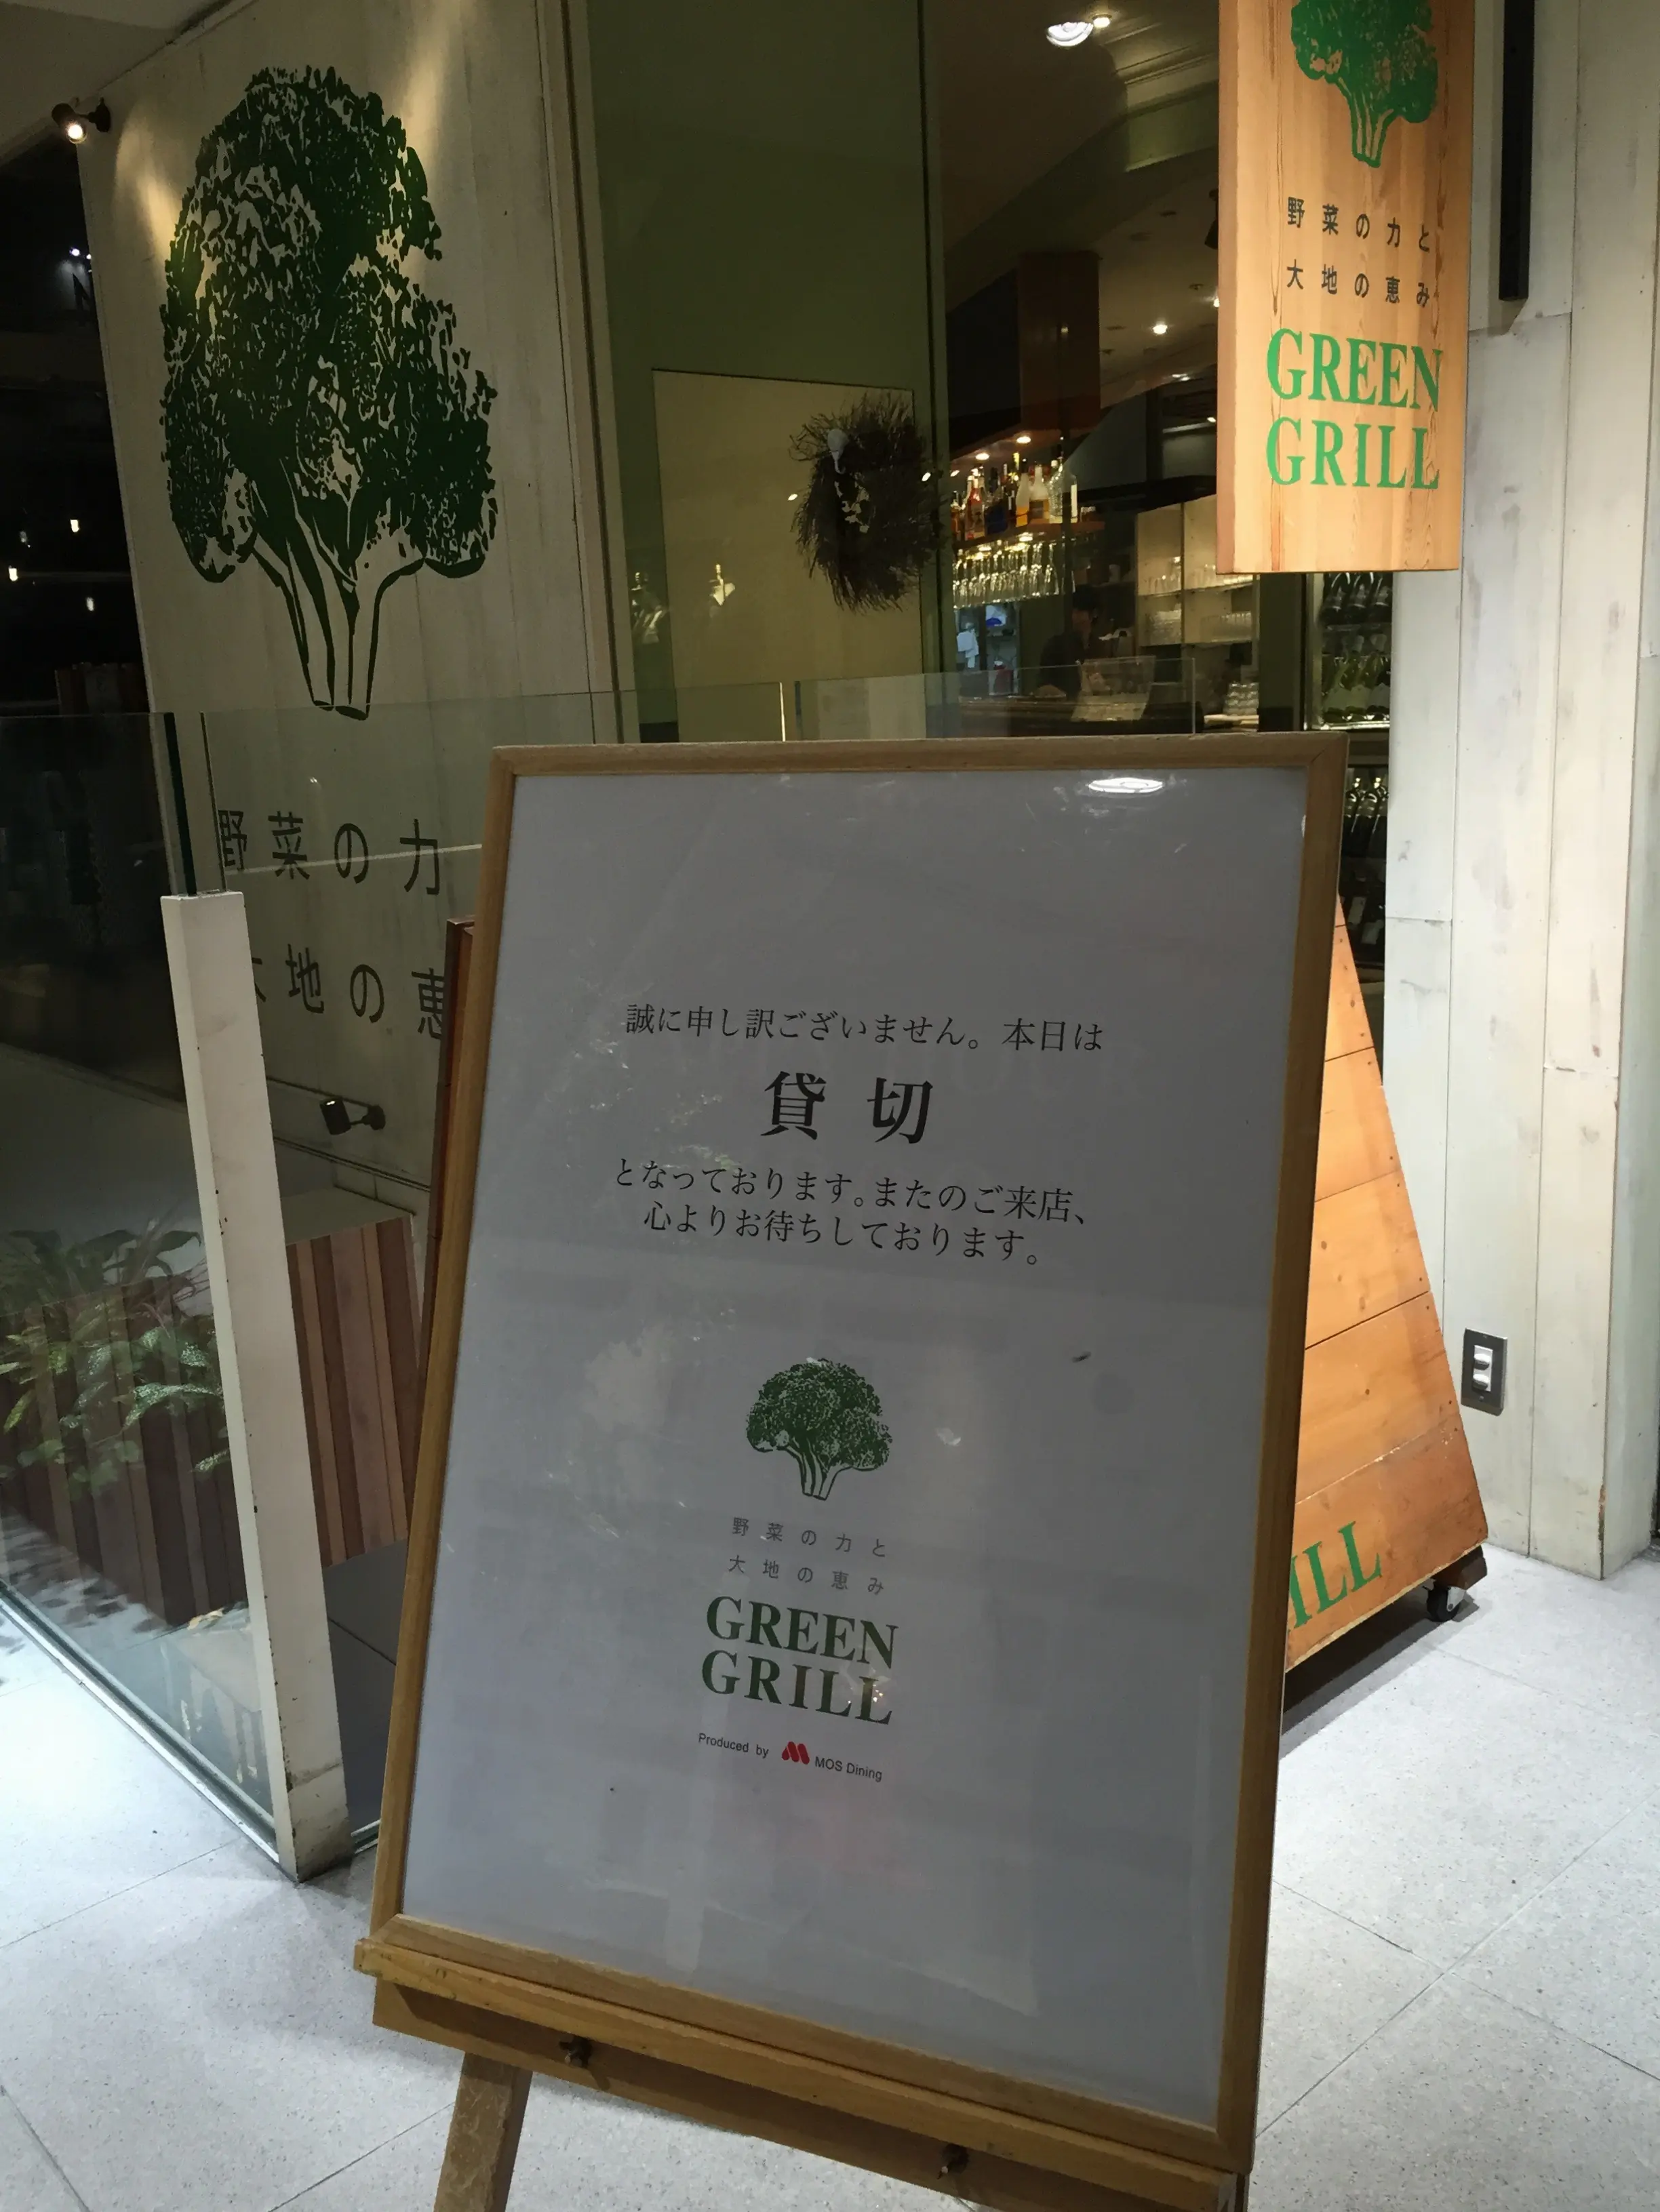 野菜の力と
大地の恵み
GREEN
GRILL
野菜の力
地の恵
誠に申し訳ございません。本日は
貸切
となっております。またのご来店、
心よりお待ちしております。
野菜の力と
大地の恵み
GREEN
GRILL
Produced by MOS Dining
ILL